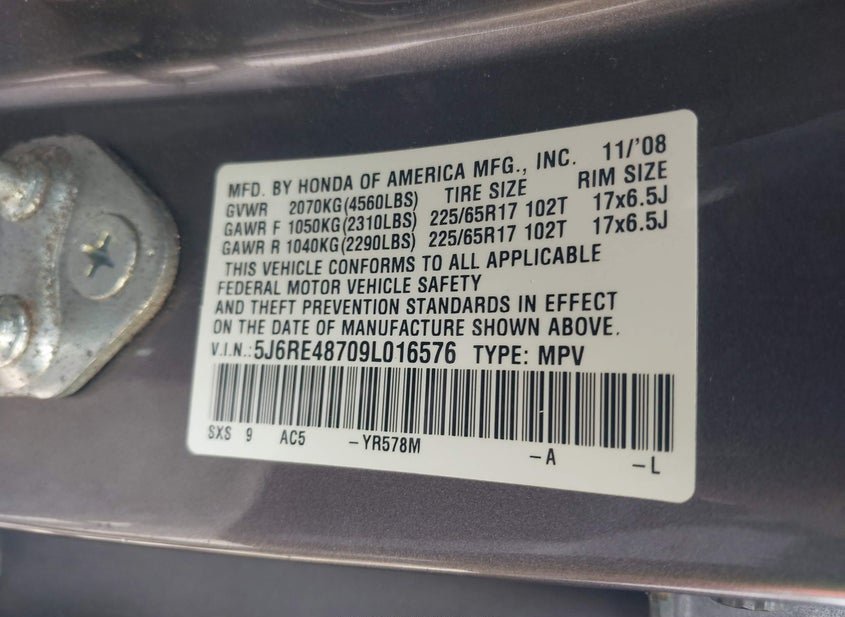 MFD. BY HONDA OF AMERICA MFG., INC. 11/'08
GVWR 2070KG(4560LBS) TIRE SIZE RIM SIZE
GAWR F 1050KG(2310LBS) 225/65R17 102T 17x6.5J
GAWR R 1040KG(2290LBS) 225/65R17 102T 17x6.5J
THIS VEHICLE CONFORMS TO ALL APPLICABLE
FEDERAL MOTOR VEHICLE SAFETY
AND THEFT PREVENTION STANDARDS IN EFFECT
ON THE DATE OF MANUFACTURE SHOWN ABOVE.
V.I.N.: 5J6RE48709L016576 TYPE: MPV
SXS 9 AC5 -YR578M -A -L